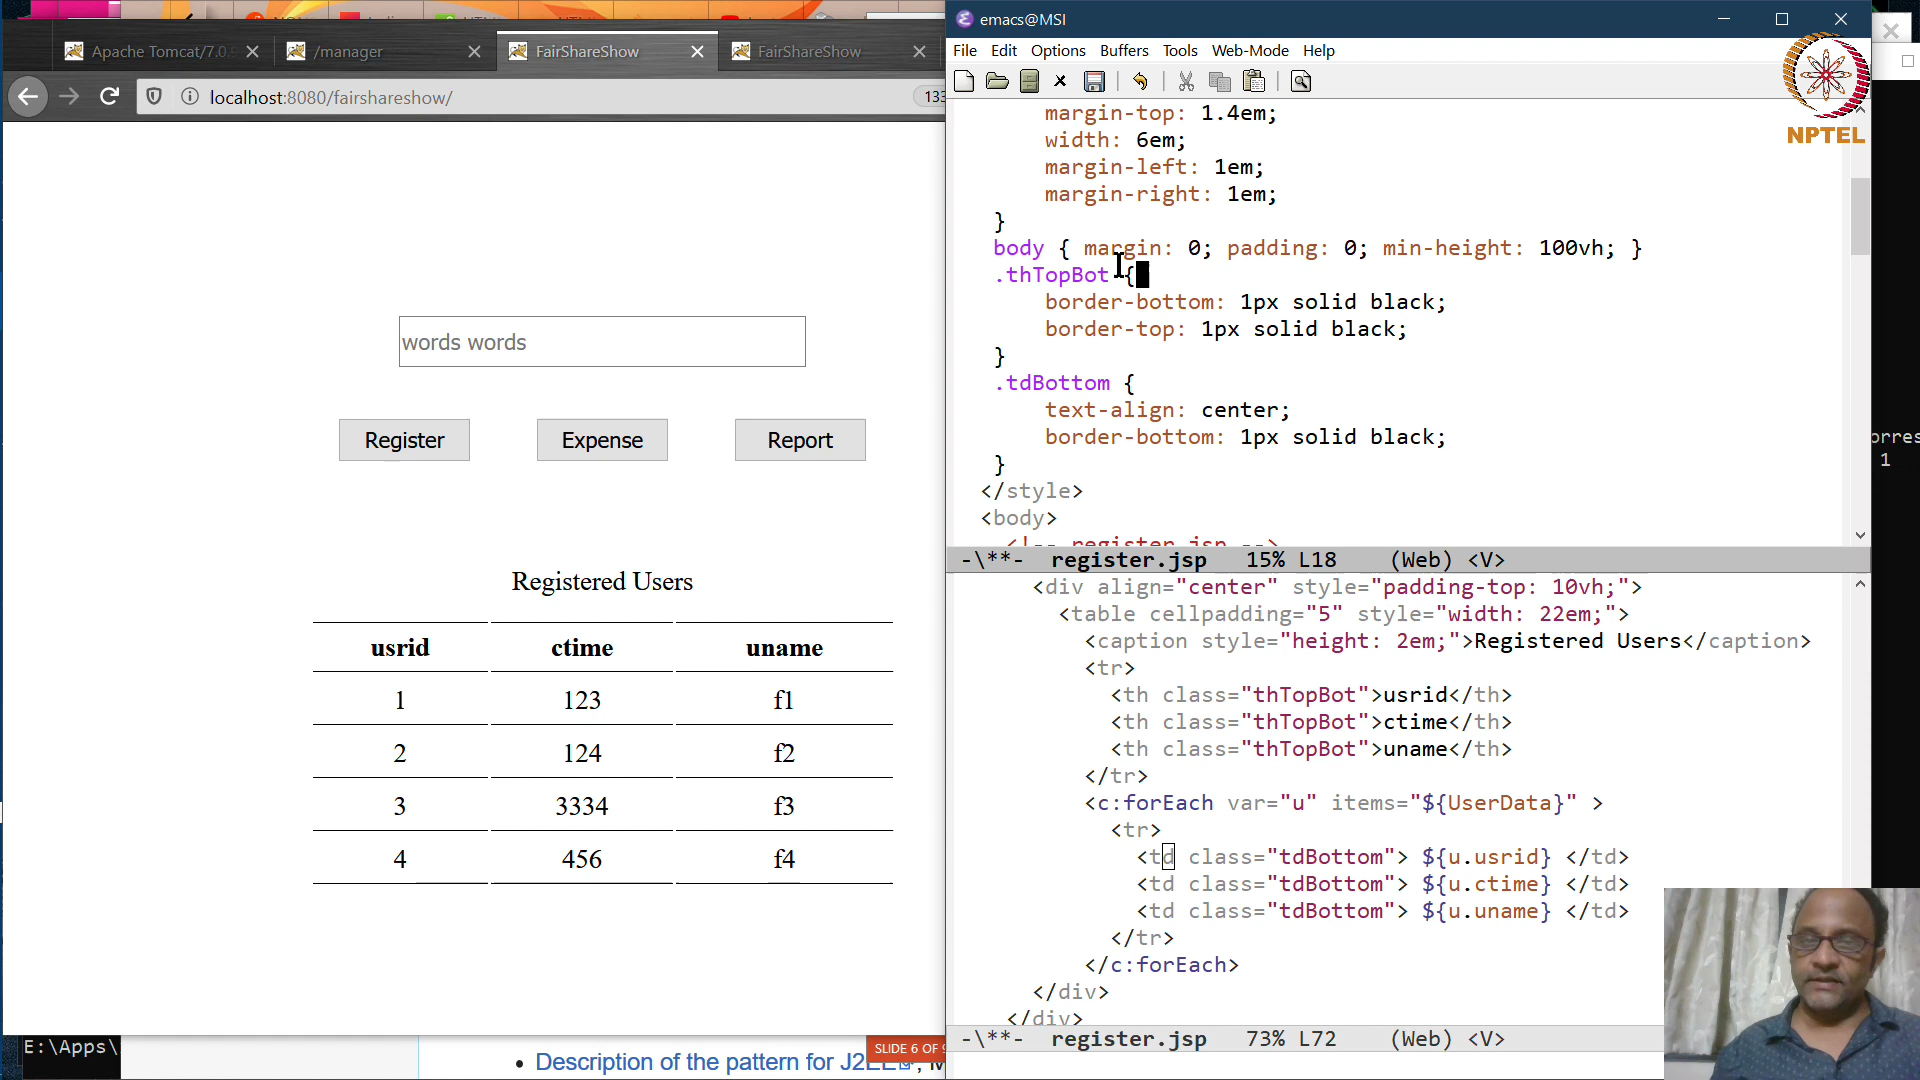 emacs@MSI
Apache Tomcat/7.0.
/manager
FairShareShow
FairShareShow
File Edit Options Buffers Tools Web-Mode Help
localhost:8080/fairshareshow/
133
NPTEL
margin-top: 1.4em;
width: 6em;
margin-left: 1em;
margin-right: 1em;
}
body { margin: 0; padding: 0; min-height: 100vh; }
.thTopBot {
border-bottom: 1px solid black;
border-top: 1px solid black;
}
.tdBottom {
text-align: center;
border-bottom: 1px solid black;
}
</style>
<body>
<!-- register.jsp -->
-\**- register.jsp 15% L18 (Web) <V>
<div align="center" style="padding-top: 10vh;">
<table cellpadding="5" style="width: 22em;">
<caption style="height: 2em;">Registered Users</caption>
<tr>
<th class="thTopBot">usrid</th>
<th class="thTopBot">ctime</th>
<th class="thTopBot">uname</th>
</tr>
<c:forEach var="u" items="${UserData}" >
<tr>
<td class="tdBottom"> ${u.usrid} </td>
<td class="tdBottom"> ${u.ctime} </td>
<td class="tdBottom"> ${u.uname} </td>
</tr>
</c:forEach>
</div>
</div>
-\**- register.jsp 73% L72 (Web) <V>
words words
Register Expense Report
Registered Users
usrid ctime uname
1 123 f1
2 124 f2
3 3334 f3
4 456 f4
E:\Apps\
SLIDE 6 OF
Description of the pattern for J2EE
orres
1